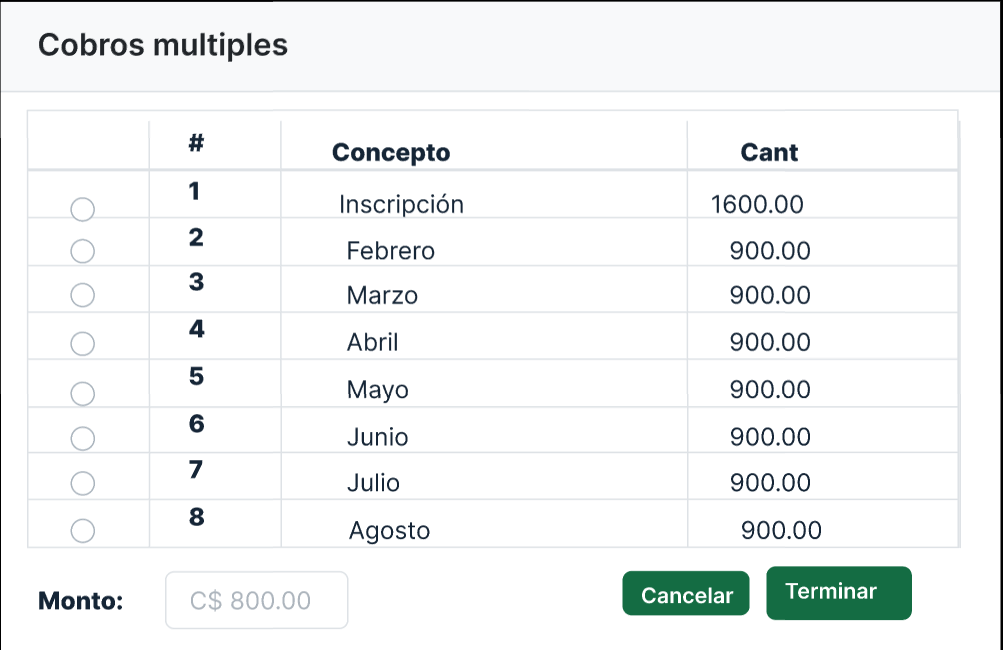 Cobros multiples
# Concepto Cant
1 Inscripción 1600.00
2 Febrero 900.00
3 Marzo 900.00
4 Abril 900.00
5 Mayo 900.00
6 Junio 900.00
7 Julio 900.00
8 Agosto 900.00
Monto: C$ 800.00 Cancelar Terminar